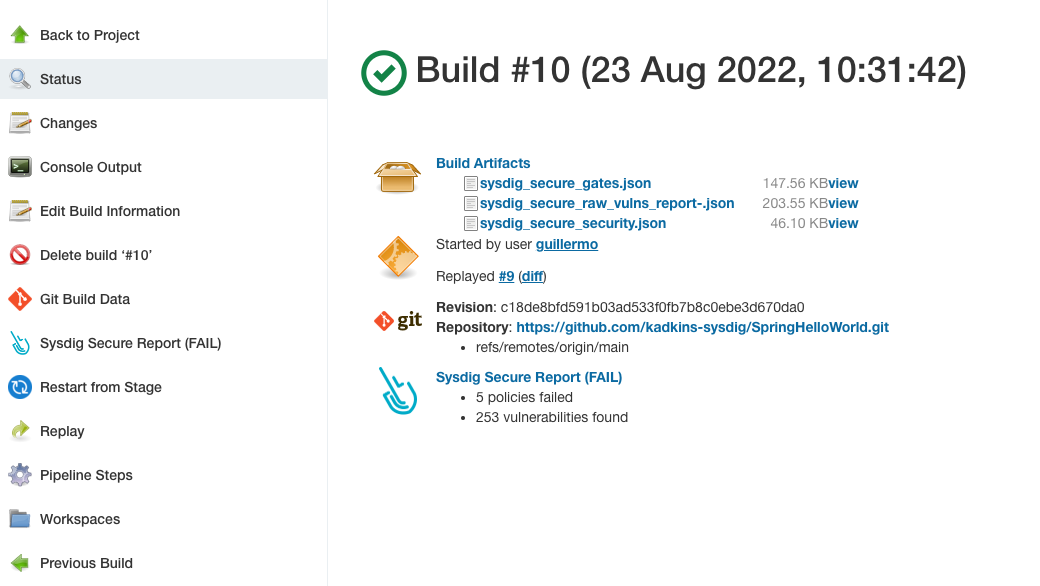 Back to Project
Status
Changes
Console Output
Edit Build Information
Delete build ‘#10’
Git Build Data
Sysdig Secure Report (FAIL)
Restart from Stage
Replay
Pipeline Steps
Workspaces
Previous Build
Build #10 (23 Aug 2022, 10:31:42)
Build Artifacts
sysdig_secure_gates.json 147.56 KB view
sysdig_secure_raw_vulns_report-.json 203.55 KB view
sysdig_secure_security.json 46.10 KB view
Started by user guillermo
Replayed #9 (diff)
git
Revision: c18de8bfd591b03ad533f0fb7b8c0ebe3d670da0
Repository: https://github.com/kadkins-sysdig/SpringHelloWorld.git
• refs/remotes/origin/main
Sysdig Secure Report (FAIL)
• 5 policies failed
• 253 vulnerabilities found